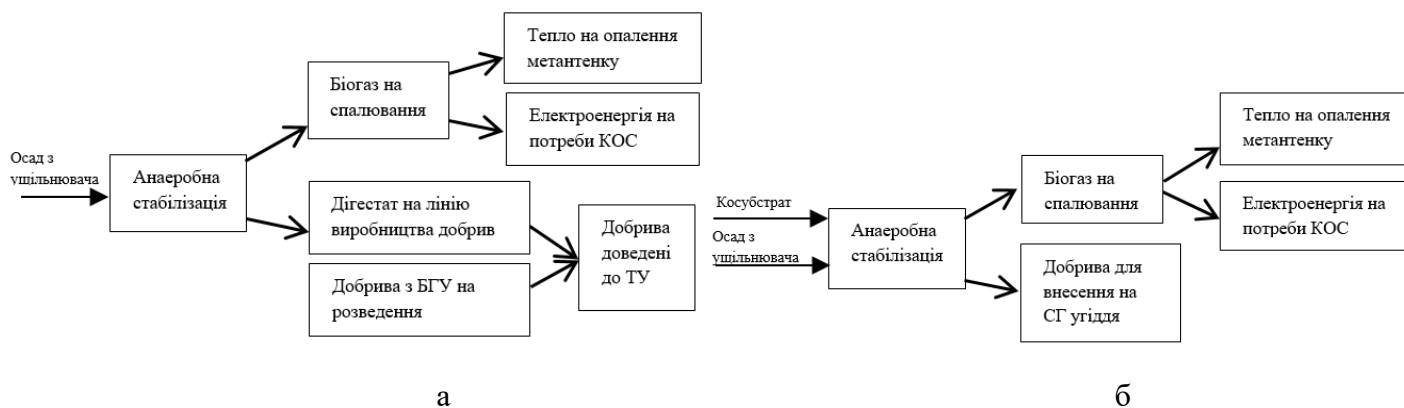 Осад з
ущільнювача
Анаеробна
стабілізація
Біогаз на
спалювання
Тепло на опалення
метантенку
Електроенергія на
потреби КОС
Дігестат на лінію
виробництва добрив
Добрива з БГУ на
розведення
Добрива
доведені
до ТУ
а
Косубстрат
Осад з
ущільнювача
Анаеробна
стабілізація
Біогаз на
спалювання
Тепло на опалення
метантенку
Електроенергія на
потреби КОС
Добрива для
внесення на
СГ угіддя
б